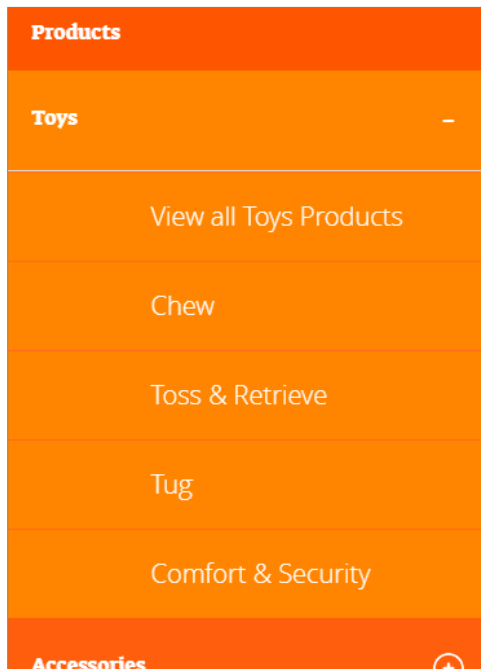 Products
Toys
View all Toys Products
Chew
Toss & Retrieve
Tug
Comfort & Security
Accessories